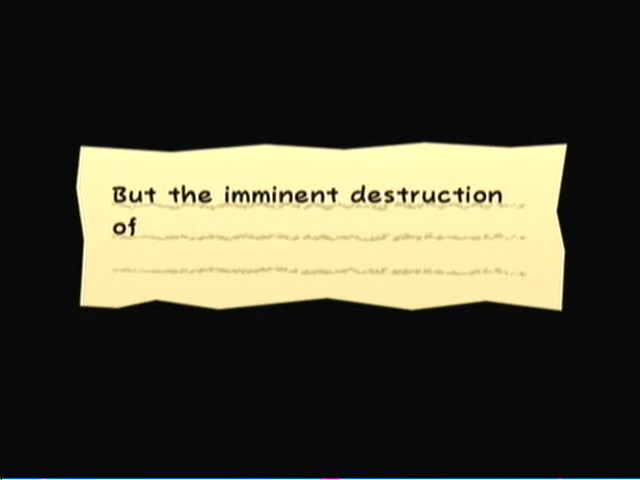 But the imminent destruction
of